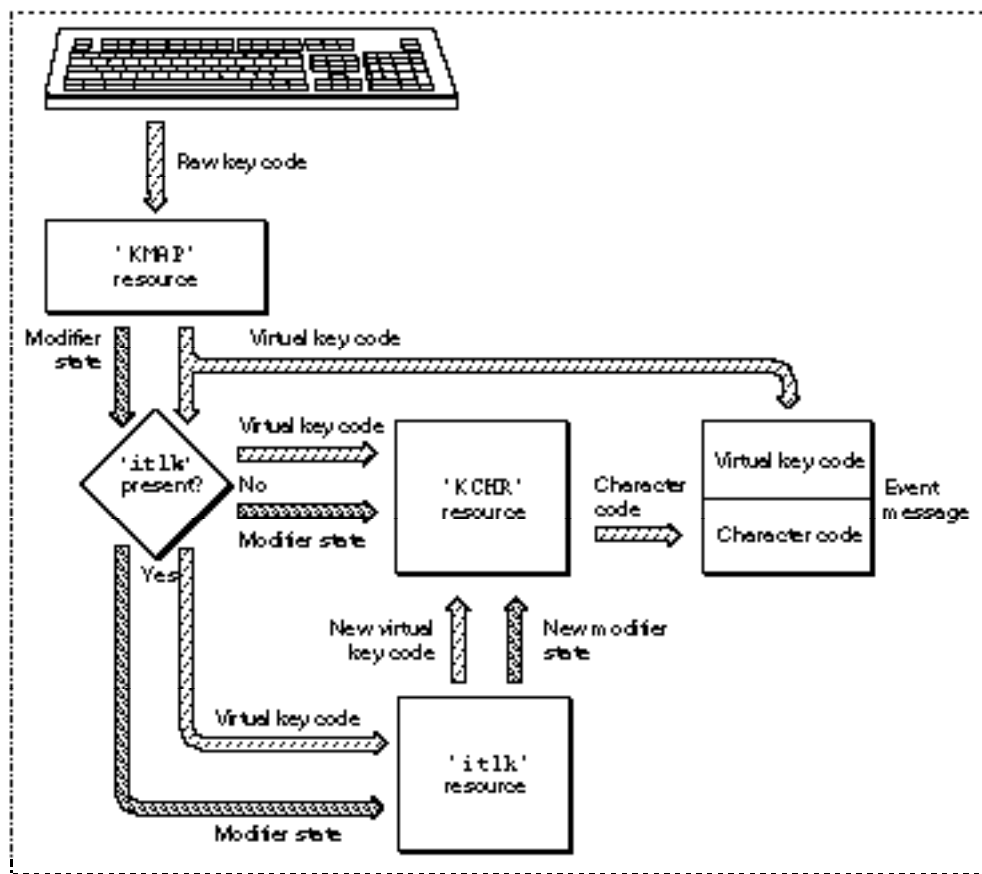 Raw key code
'KMAP'
resource
Modifier
state
Virtual key code
'itlk'
present?
Virtual key code
No
Modifier state
Yes
'KCHR'
resource
Character
code
Virtual key code
Character code
Event
message
New virtual
key code
New modifier
state
Virtual key code
Modifier state
'itlk'
resource